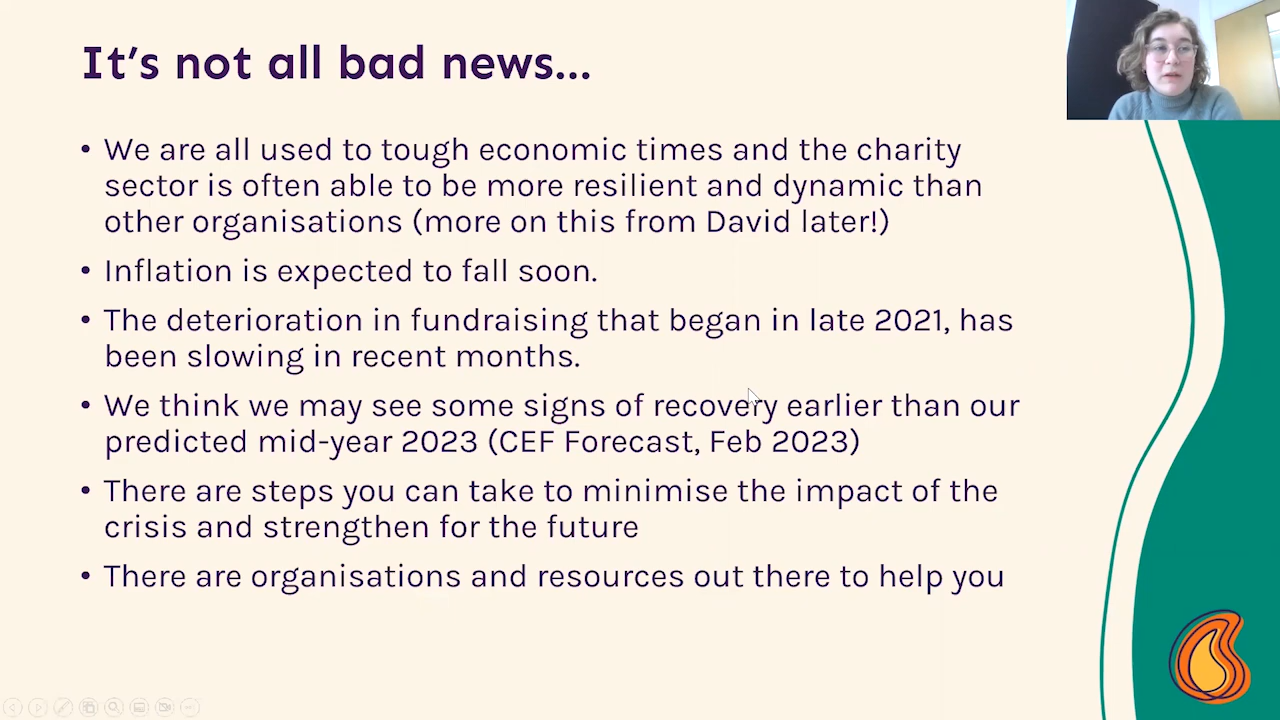 It’s not all bad news...
• We are all used to tough economic times and the charity
sector is often able to be more resilient and dynamic than
other organisations (more on this from David later!)
• Inflation is expected to fall soon.
• The deterioration in fundraising that began in late 2021, has
been slowing in recent months.
• We think we may see some signs of recovery earlier than our
predicted mid-year 2023 (CEF Forecast, Feb 2023)
• There are steps you can take to minimise the impact of the
crisis and strengthen for the future
• There are organisations and resources out there to help you